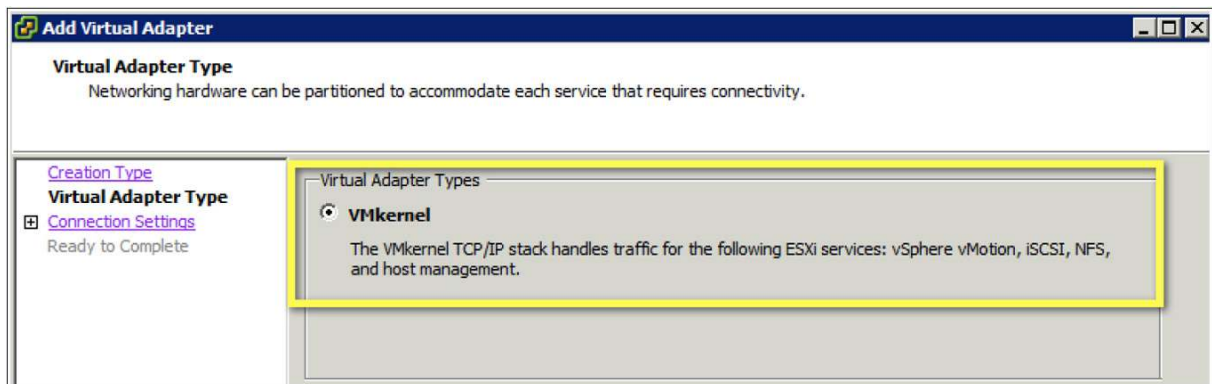 Add Virtual Adapter
Virtual Adapter Type
Networking hardware can be partitioned to accommodate each service that requires connectivity.
Creation Type
Virtual Adapter Type
Connection Settings
Ready to Complete
Virtual Adapter Types
VMkernel
The VMkernel TCP/IP stack handles traffic for the following ESXi services: vSphere vMotion, iSCSI, NFS,
and host management.